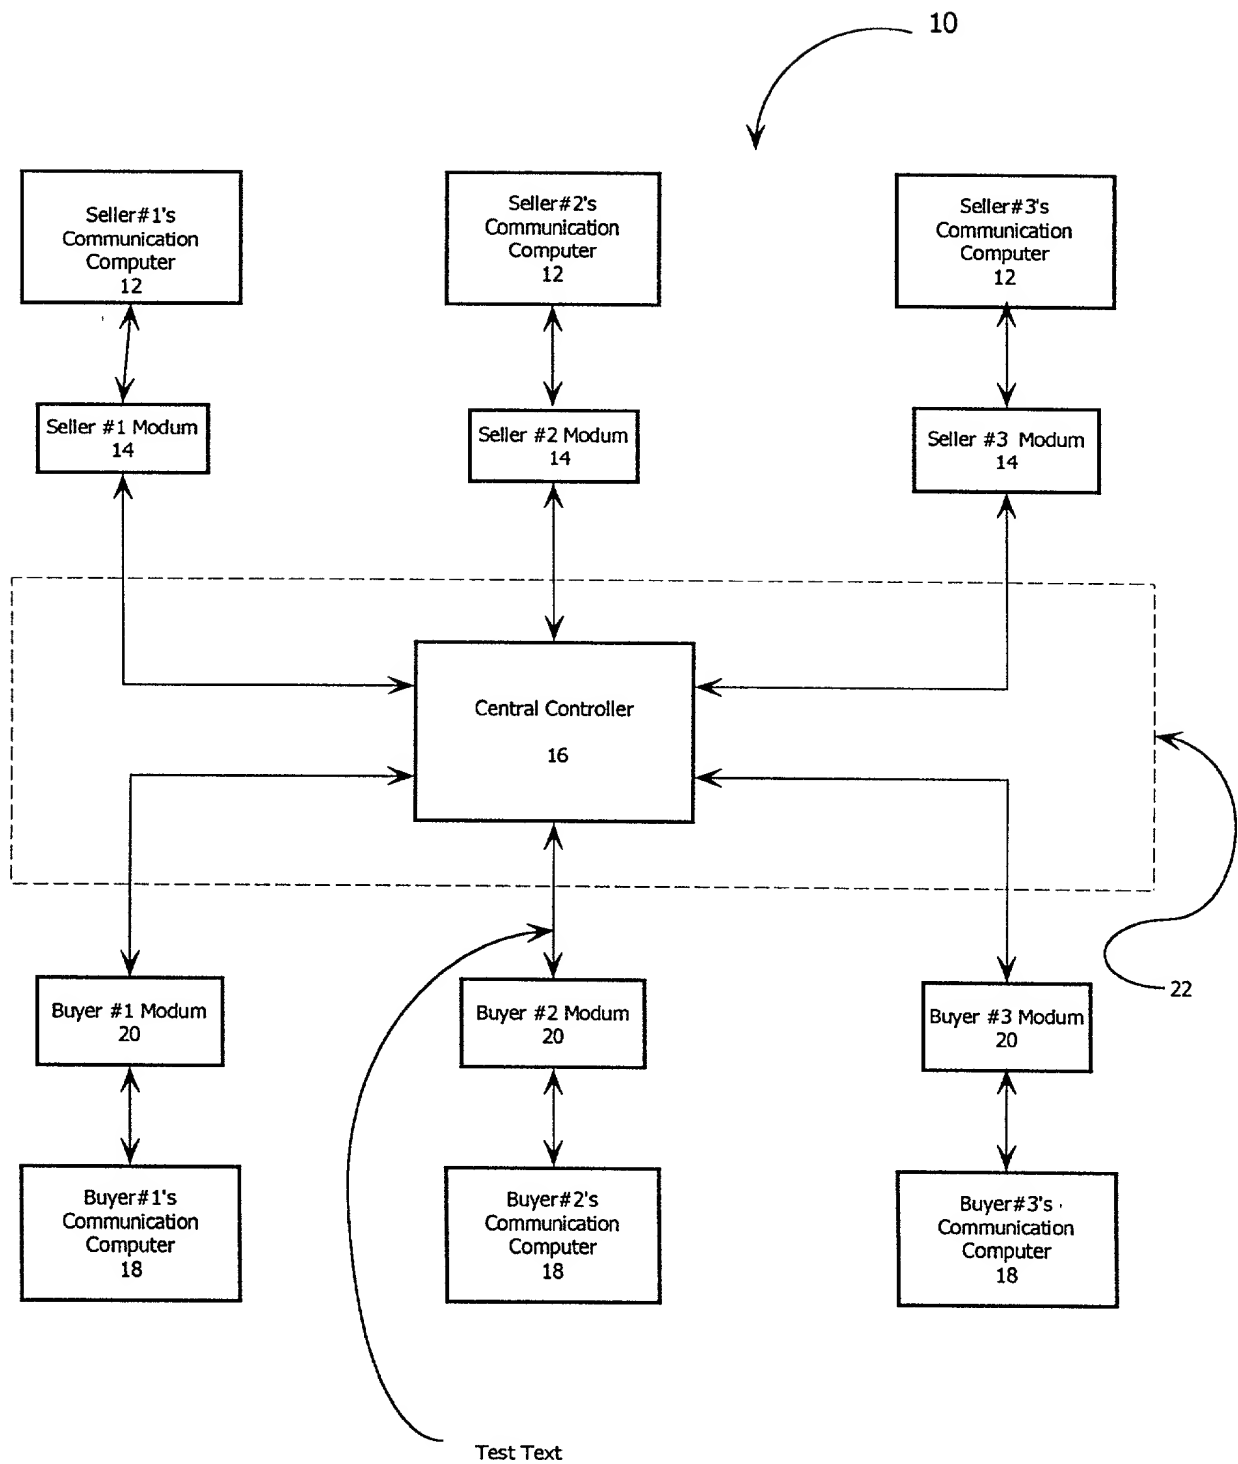 10
Seller#1's
Communication
Computer
12
Seller#2's
Communication
Computer
12
Seller#3's
Communication
Computer
12
Seller #1 Modum
14
Seller #2 Modum
14
Seller #3 Modum
14
Central Controller
16
22
Buyer #1 Modum
20
Buyer #2 Modum
20
Buyer #3 Modum
20
Buyer#1's
Communication
Computer
18
Buyer#2's
Communication
Computer
18
Buyer#3's
Communication
Computer
18
Test Text